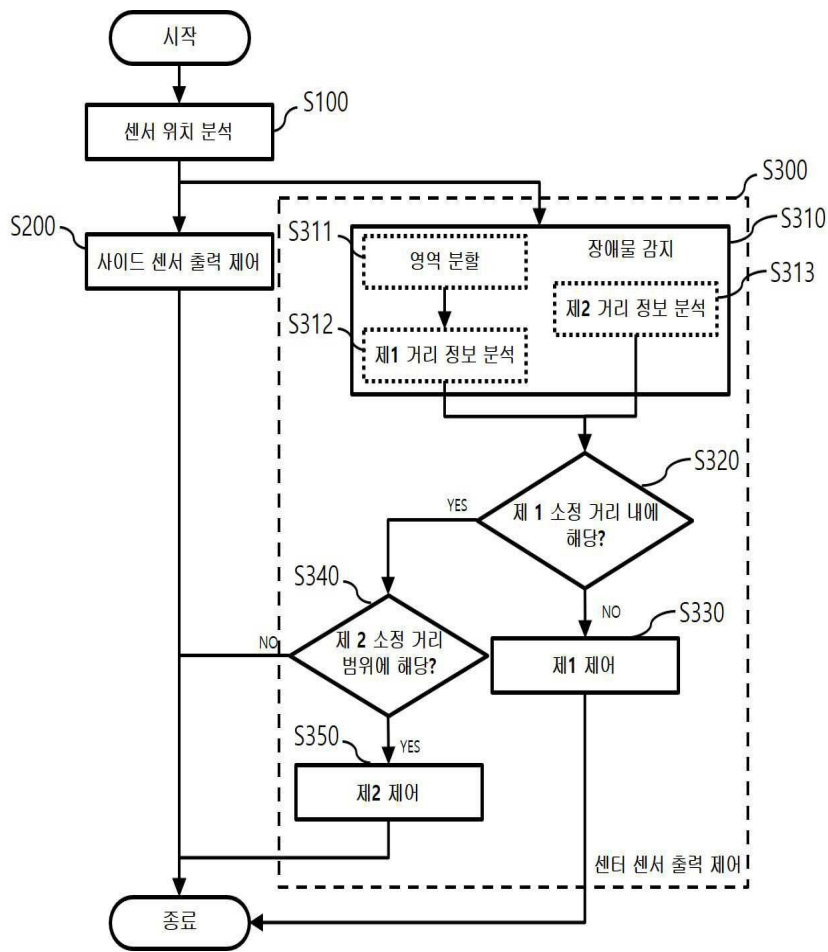 시작
S100
센서 위치 분석
S300
S200
사이드 센서 출력 제어
S310
장애물 감지
S311
영역 분할
S313
제2 거리 정보 분석
S312
제1 거리 정보 분석
S320
제 1 소정 거리 내에
해당?
YES
NO
S340
제 2 소정 거리
범위에 해당?
NO
YES
S330
제1 제어
S350
제2 제어
센터 센서 출력 제어
종료